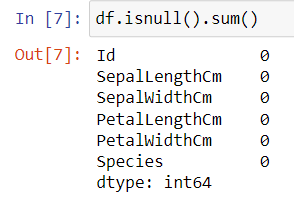 In [7]: df.isnull().sum()
Out[7]: Id 0
SepalLengthCm 0
SepalWidthCm 0
PetalLengthCm 0
PetalWidthCm 0
Species 0
dtype: int64